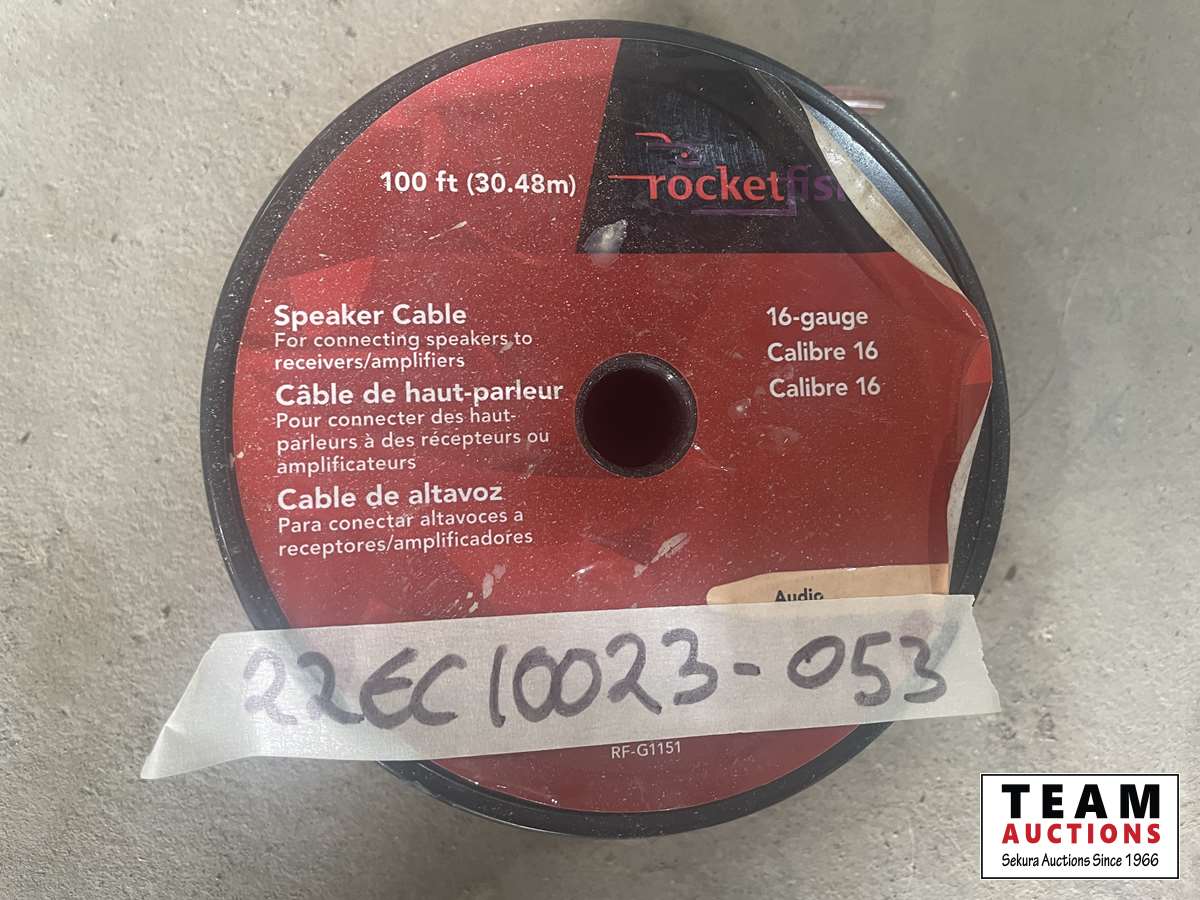 100 ft (30.48m)
rocketfis
Speaker Cable
For connecting speakers to
receivers/amplifiers
Câble de haut-parleur
Pour connecter des haut-
parleurs à des récepteurs ou
amplificateurs
Cable de altavoz
Para conectar altavoces a
receptores/amplificadores
16-gauge
Calibre 16
Calibre 16
Audio
22EC10023-053
RF-G1151
TEAM
AUCTIONS
Sekura Auctions Since 1966